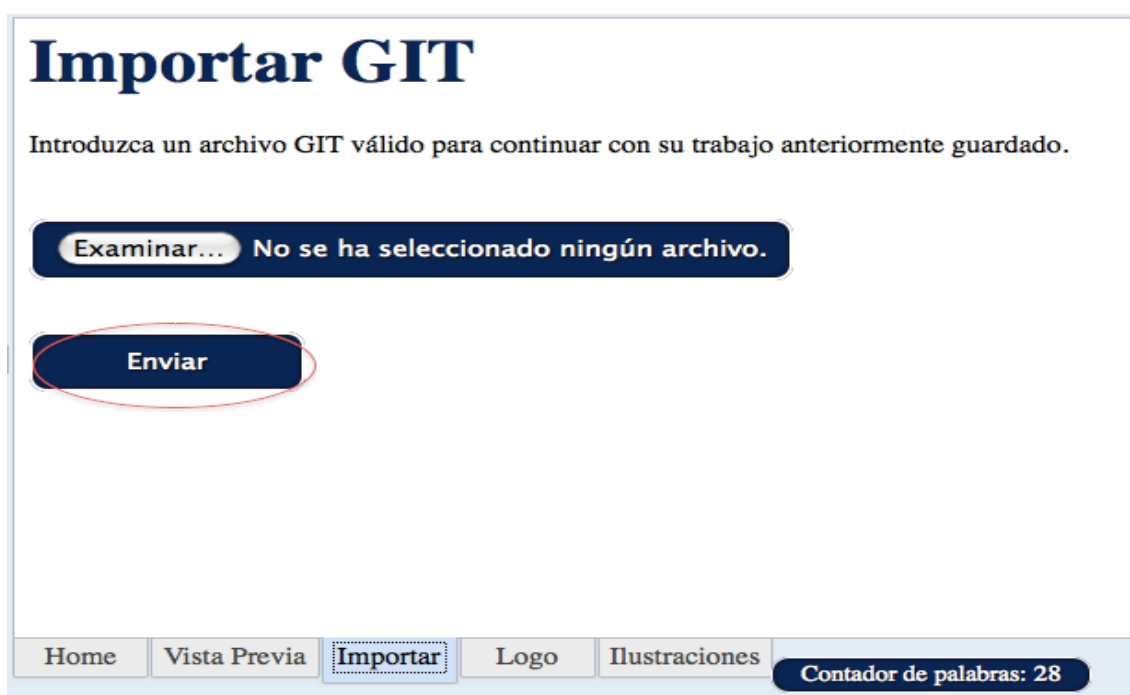 Importar GIT
Introduzca un archivo GIT válido para continuar con su trabajo anteriormente guardado.
Examinar... No se ha seleccionado ningún archivo.
Enviar
Home Vista Previa Importar Logo Ilustraciones Contador de palabras: 28